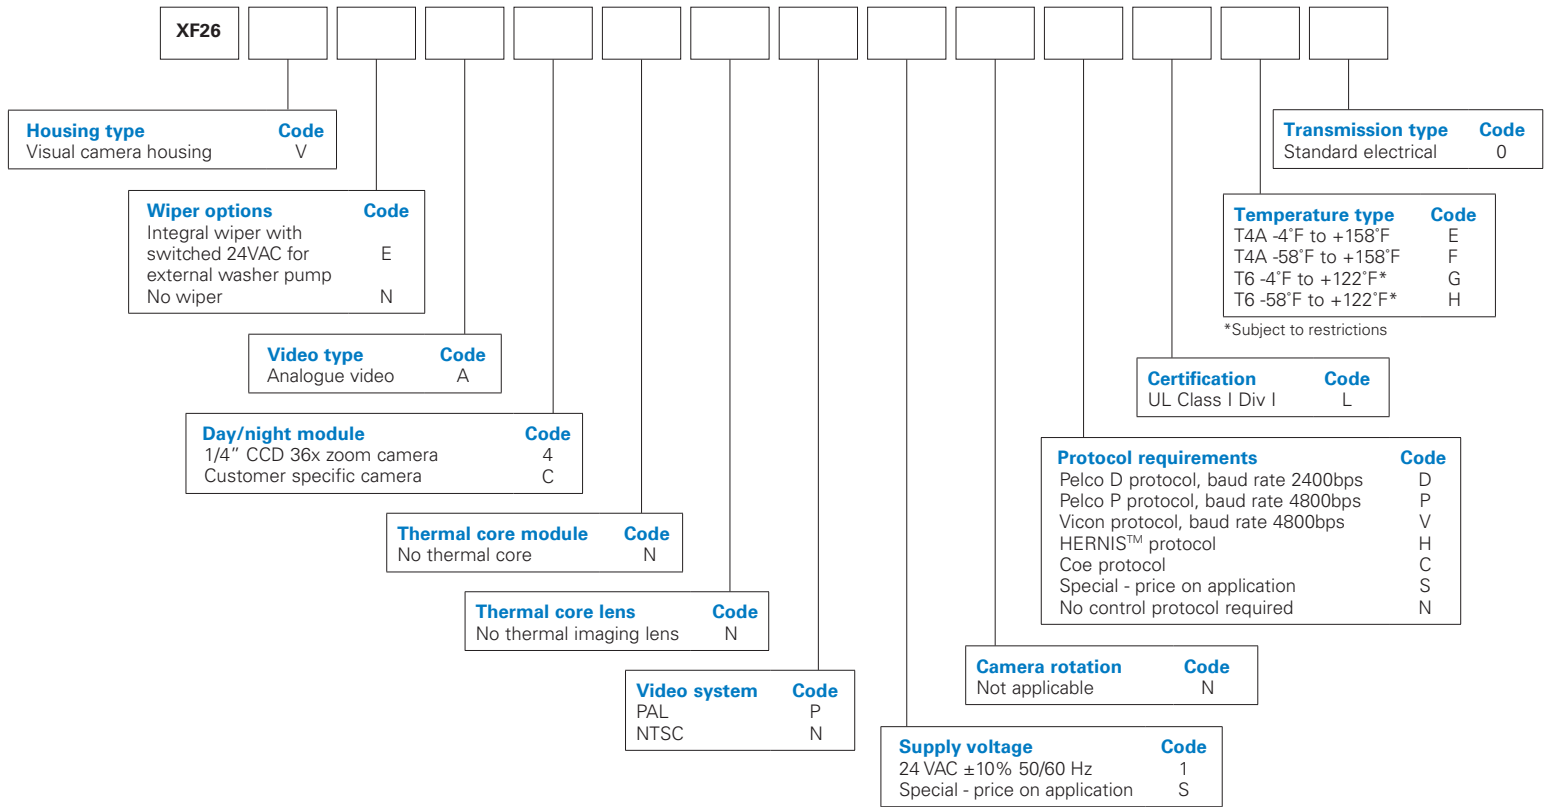 XF26
Housing type Code
Visual camera housing V
Wiper options Code
Integral wiper with
switched 24VAC for E
external washer pump
No wiper N
Video type Code
Analogue video A
Day/night module Code
1/4” CCD 36x zoom camera 4
Customer specific camera C
Thermal core module Code
No thermal core N
Thermal core lens Code
No thermal imaging lens N
Video system Code
PAL P
NTSC N
Supply voltage Code
24 VAC ±10% 50/60 Hz 1
Special - price on application S
Camera rotation Code
Not applicable N
Protocol requirements Code
Pelco D protocol, baud rate 2400bps D
Pelco P protocol, baud rate 4800bps P
Vicon protocol, baud rate 4800bps V
HERNIS™ protocol H
Coe protocol C
Special - price on application S
No control protocol required N
Certification Code
UL Class I Div I L
Temperature type Code
T4A -4˚F to +158˚F E
T4A -58˚F to +158˚F F
T6 -4˚F to +122˚F* G
T6 -58˚F to +122˚F* H
*Subject to restrictions
Transmission type Code
Standard electrical 0